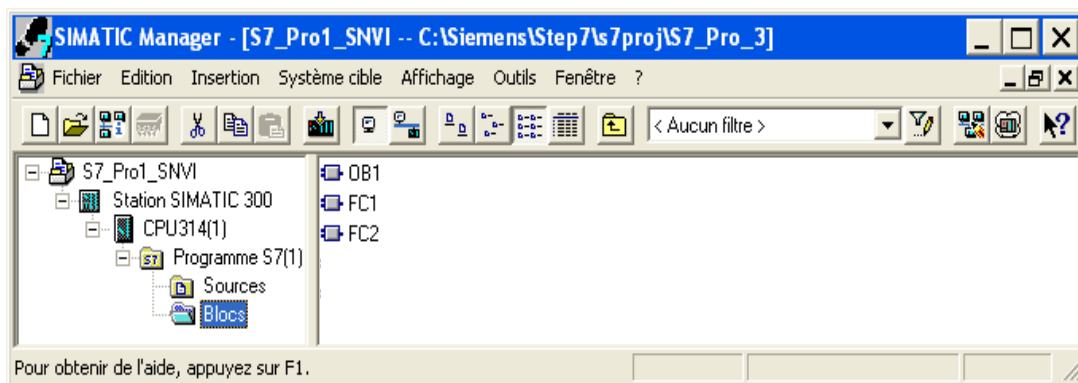 SIMATIC Manager - [S7_Pro1_SNVI -- C:\Siemens\Step7\s7proj\S7_Pro_3]
Fichier Edition Insertion Système cible Affichage Outils Fenêtre ?
< Aucun filtre >
S7_Pro1_SNVI
Station SIMATIC 300
CPU314(1)
Programme S7(1)
Sources
Blocs
OB1
FC1
FC2
Pour obtenir de l'aide, appuyez sur F1.